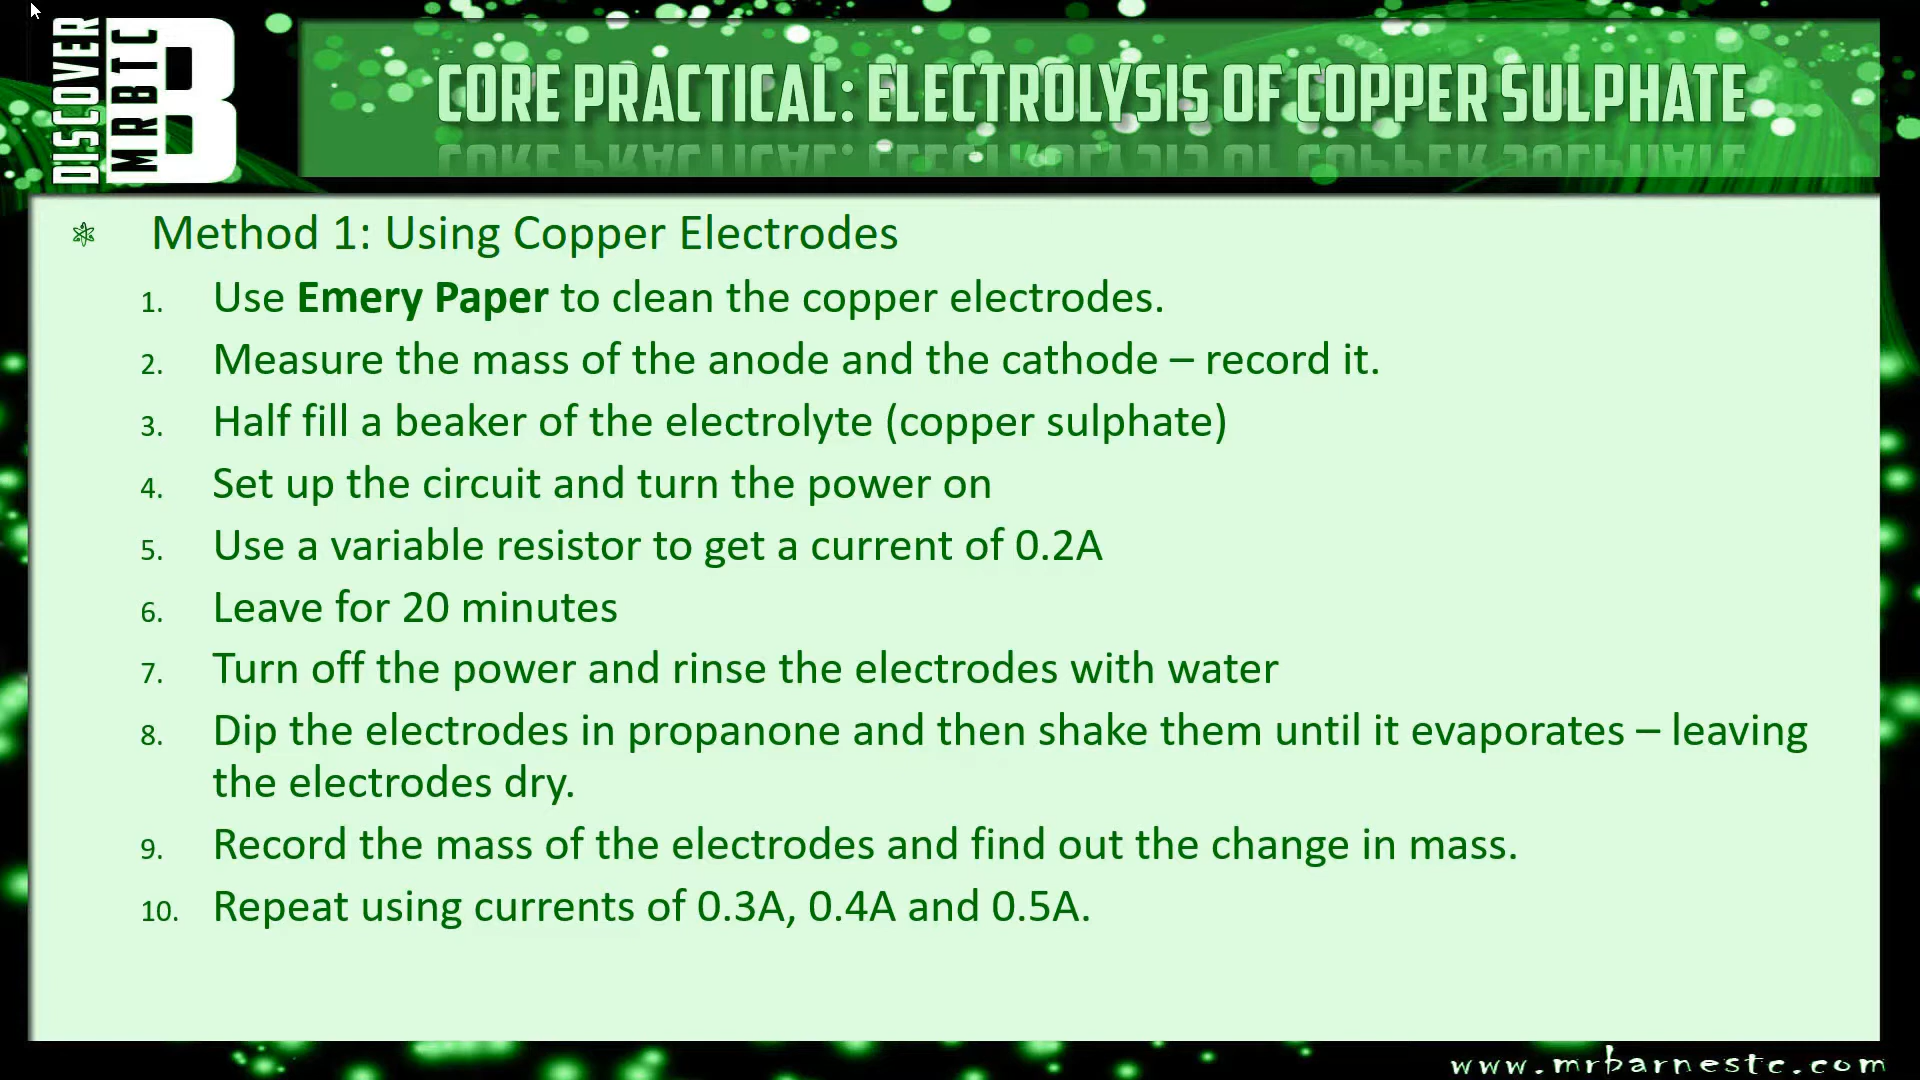 DISCOVER
MRBTC
B
CORE PRACTICAL: ELECTROLYSIS OF COPPER SULPHATE
Method 1: Using Copper Electrodes
1. Use Emery Paper to clean the copper electrodes.
2. Measure the mass of the anode and the cathode – record it.
3. Half fill a beaker of the electrolyte (copper sulphate)
4. Set up the circuit and turn the power on
5. Use a variable resistor to get a current of 0.2A
6. Leave for 20 minutes
7. Turn off the power and rinse the electrodes with water
8. Dip the electrodes in propanone and then shake them until it evaporates – leaving
the electrodes dry.
9. Record the mass of the electrodes and find out the change in mass.
10. Repeat using currents of 0.3A, 0.4A and 0.5A.
www.mrbarnestc.com